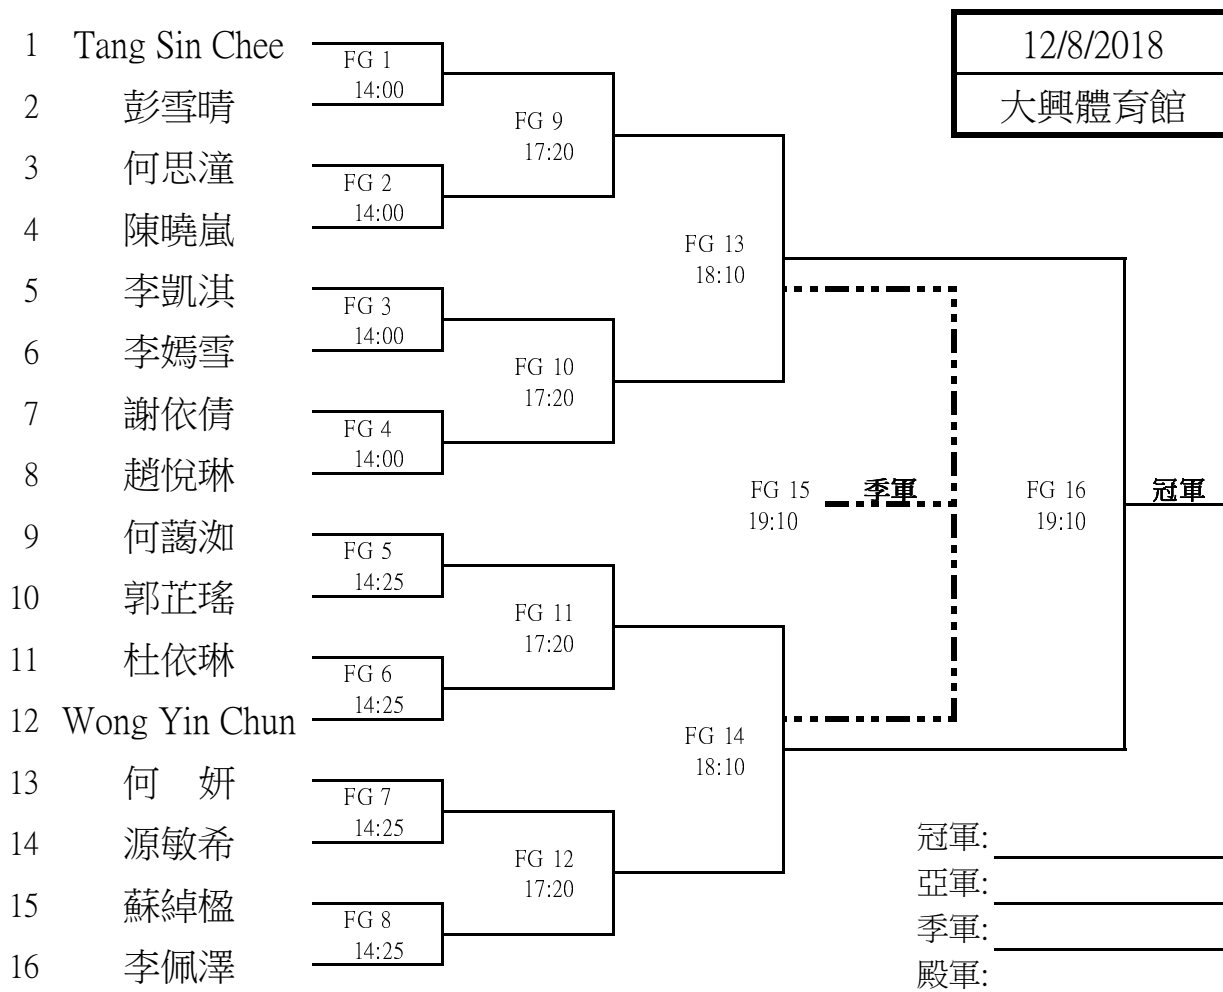 12/8/2018
大興體育館
1 Tang Sin Chee
FG 1
14:00
2 彭雪晴
FG 9
17:20
3 何思潼
FG 2
14:00
4 陳曉嵐
FG 13
18:10
5 李凱淇
FG 3
14:00
6 李嫣雪
FG 10
17:20
7 謝依倩
FG 4
14:00
8 趙悅琳
FG 15 季軍
19:10
FG 16 冠軍
19:10
9 何藹洳
FG 5
14:25
10 郭芷瑤
FG 11
17:20
11 杜依琳
FG 6
14:25
12 Wong Yin Chun
FG 14
18:10
13 何 妍
FG 7
14:25
14 源敏希
FG 12
17:20
15 蘇綽楹
FG 8
14:25
16 李佩澤
冠軍:
亞軍:
季軍:
殿軍: